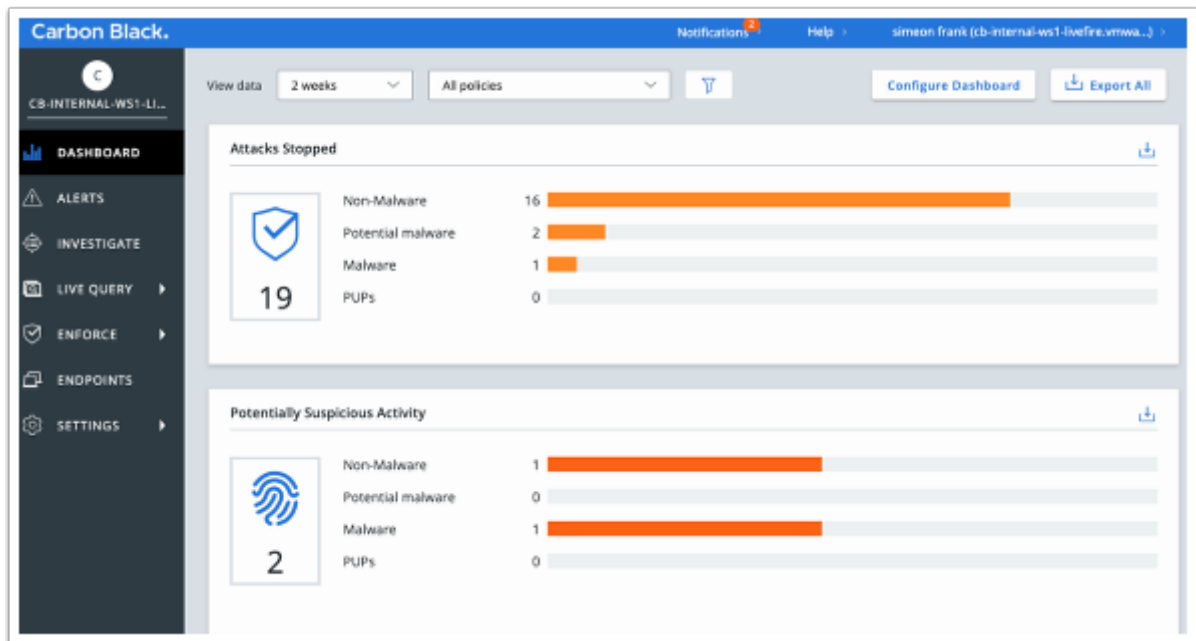 Carbon Black.
Notifications 2
Help
simeon frank (cb-internal-ws1-livefire.vmwa...)
C
CB-INTERNAL-WS1-LI...
DASHBOARD
ALERTS
INVESTIGATE
LIVE QUERY
ENFORCE
ENDPOINTS
SETTINGS
View data
2 weeks
All policies
Configure Dashboard
Export All
Attacks Stopped
19
Non-Malware 16
Potential malware 2
Malware 1
PUPs 0
Potentially Suspicious Activity
2
Non-Malware 1
Potential malware 0
Malware 1
PUPs 0